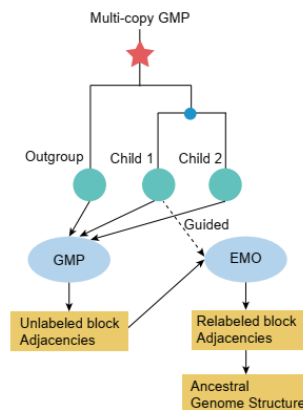 Multi-copy GMP
Outgroup
Child 1
Child 2
Guided
GMP
EMO
Unlabeled block
Adjacencies
Relabeled block
Adjacencies
Ancestral
Genome Structure